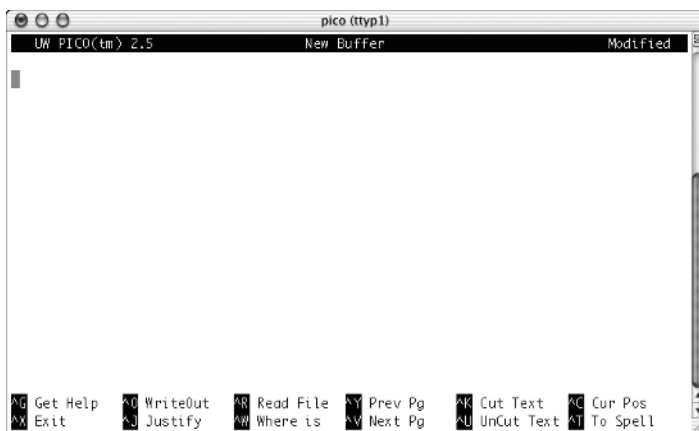 pico (ttyp1)
UW PICO(tm) 2.5 New Buffer Modified
^G Get Help ^O WriteOut ^R Read File ^Y Prev Pg ^K Cut Text ^C Cur Pos
^X Exit ^J Justify ^W Where is ^V Next Pg ^U UnCut Text ^T To Spell